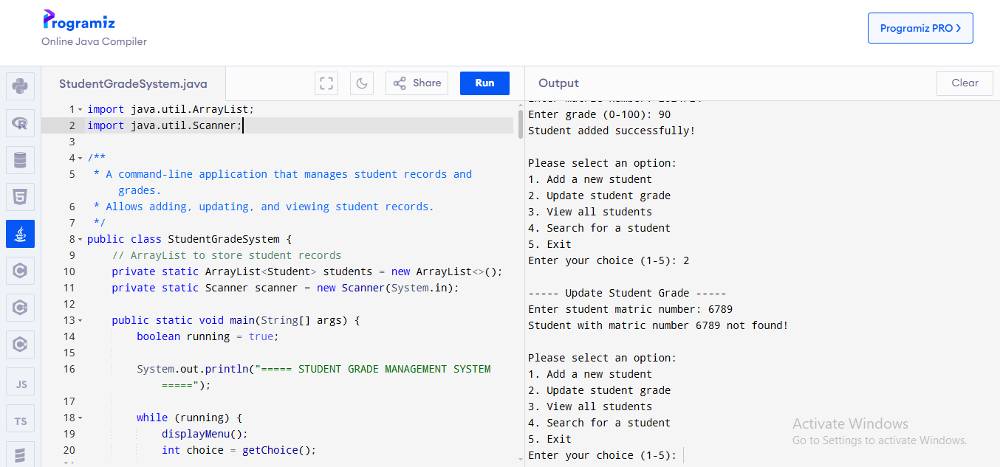 Programiz
Online Java Compiler
Programiz PRO >
StudentGradeSystem.java
Share
Run
Output
Clear
JS
TS
1 import java.util.ArrayList;
2 import java.util.Scanner;
3
4 /**
5 * A command-line application that manages student records and
grades.
6 * Allows adding, updating, and viewing student records.
7 */
8 public class StudentGradeSystem {
9 // ArrayList to store student records
10 private static ArrayList<Student> students = new ArrayList<>();
11 private static Scanner scanner = new Scanner(System.in);
12
13 public static void main(String[] args) {
14 boolean running = true;
15
16 System.out.println("===== STUDENT GRADE MANAGEMENT SYSTEM
=====");
17
18 while (running) {
19 displayMenu();
20 int choice = getChoice();
Enter grade (0-100): 90
Student added successfully!
Please select an option:
1. Add a new student
2. Update student grade
3. View all students
4. Search for a student
5. Exit
Enter your choice (1-5): 2
----- Update Student Grade -----
Enter student matric number: 6789
Student with matric number 6789 not found!
Please select an option:
1. Add a new student
2. Update student grade
3. View all students
4. Search for a student
5. Exit
Enter your choice (1-5):
Activate Windows
Go to Settings to activate Windows.